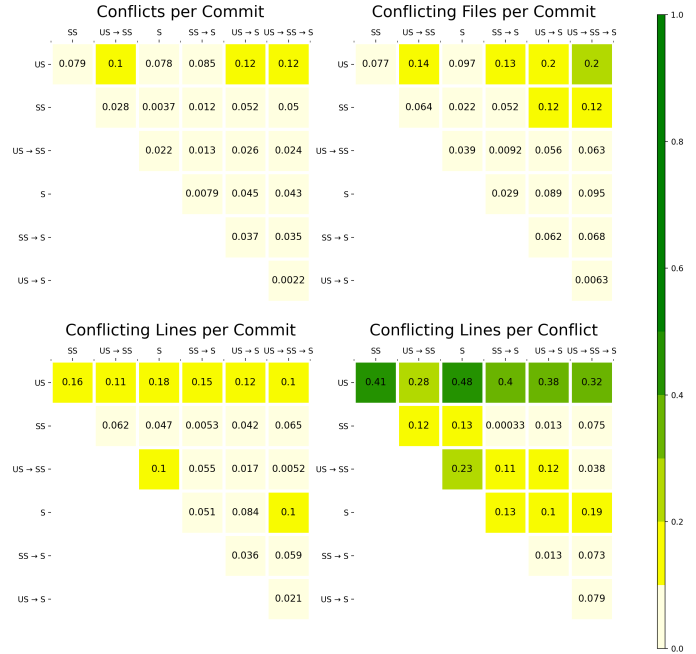 Conflicts per Commit
SS US → SS S SS → S US → S US → SS → S
US 0.079 0.1 0.078 0.085 0.12 0.12
SS 0.028 0.0037 0.012 0.052 0.05
US → SS 0.022 0.013 0.026 0.024
S 0.0079 0.045 0.043
SS → S 0.037 0.035
US → S 0.0022
Conflicting Files per Commit
SS US → SS S SS → S US → S US → SS → S
US 0.077 0.14 0.097 0.13 0.2 0.2
SS 0.064 0.022 0.052 0.12 0.12
US → SS 0.039 0.0092 0.056 0.063
S 0.029 0.089 0.095
SS → S 0.062 0.068
US → S 0.0063
Conflicting Lines per Commit
SS US → SS S SS → S US → S US → SS → S
US 0.16 0.11 0.18 0.15 0.12 0.1
SS 0.062 0.047 0.0053 0.042 0.065
US → SS 0.1 0.055 0.017 0.0052
S 0.051 0.084 0.1
SS → S 0.036 0.059
US → S 0.021
Conflicting Lines per Conflict
SS US → SS S SS → S US → S US → SS → S
US 0.41 0.28 0.48 0.4 0.38 0.32
SS 0.12 0.13 0.00033 0.013 0.075
US → SS 0.23 0.11 0.12 0.038
S 0.13 0.1 0.19
SS → S 0.013 0.073
US → S 0.079
1.0
0.8
0.6
0.4
0.2
0.0